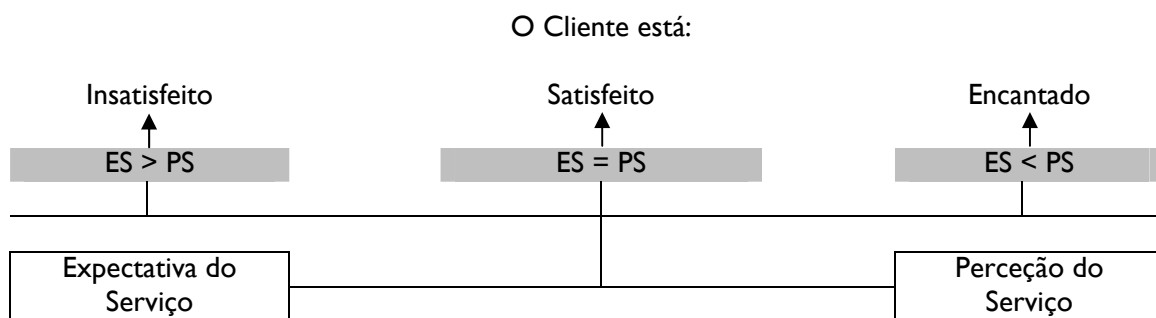 O Cliente está:
Insatisfeito
Satisfeito
Encantado
ES > PS
ES = PS
ES < PS
Expectativa do
Serviço
Perceção do
Serviço